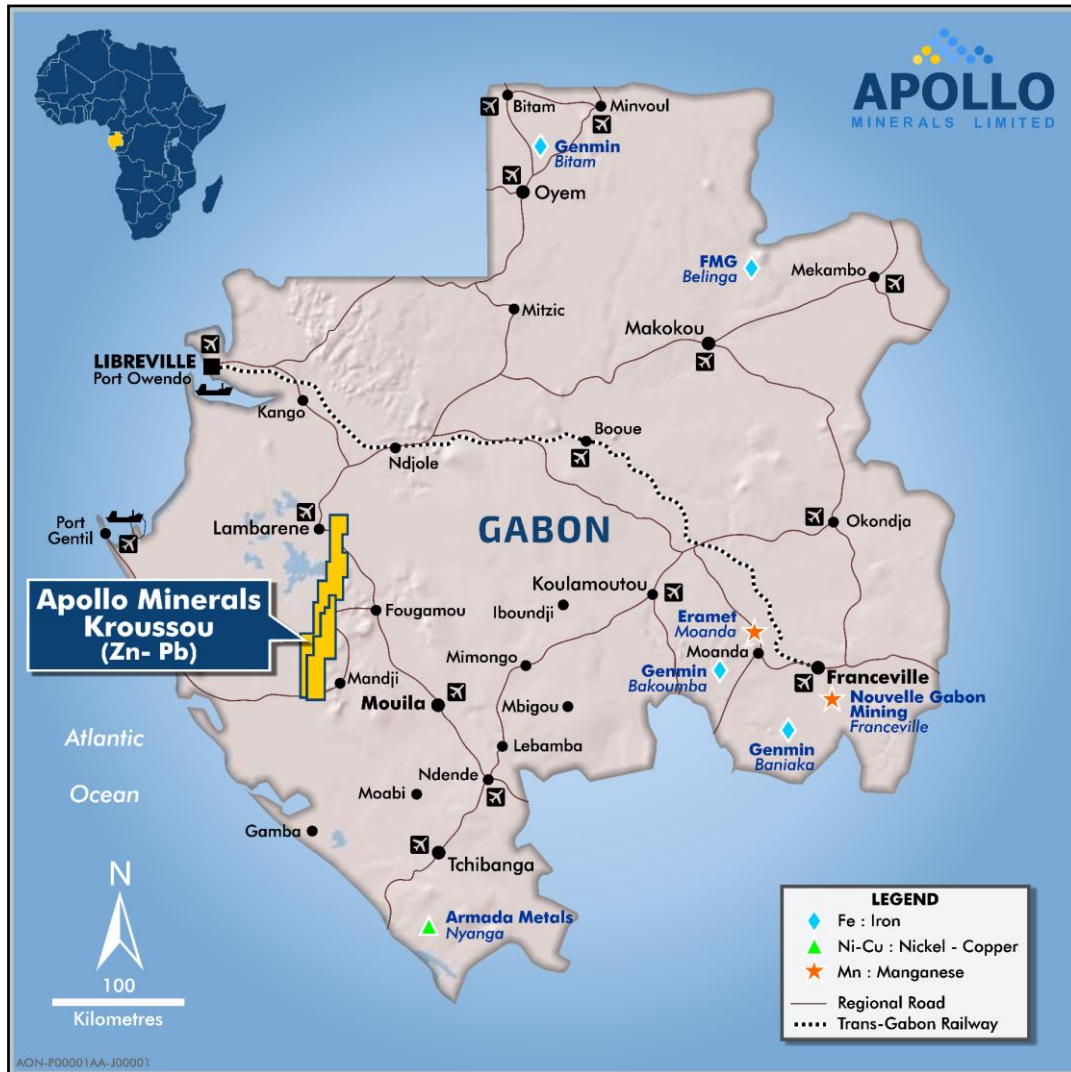 APOLLO
MINERALS LIMITED
Bitam
Minvoul
Genmin
Bitam
Oyem
FMG
Belinga
Mekambo
Mitzic
Makokou
LIBREVILLE
Port Owendo
Kango
Booue
Ndjole
Port
Gentil
Lambarene
GABON
Okondja
Apollo Minerals
Kroussou
(Zn- Pb)
Fougamou
Iboundji
Koulamoutou
Eramet
Moanda
Moanda
Mimongo
Genmin
Bakoumba
Franceville
Mandji
Mouila
Mbigou
Nouvelle Gabon
Mining
Franceville
Atlantic
Ocean
Lebamba
Genmin
Baniaka
Ndende
Moabi
Gamba
Tchibanga
N
100
Kilometres
Armada Metals
Nyanga
LEGEND
Fe : Iron
Ni-Cu : Nickel - Copper
Mn : Manganese
Regional Road
Trans-Gabon Railway
AON-P00001AA-J00001